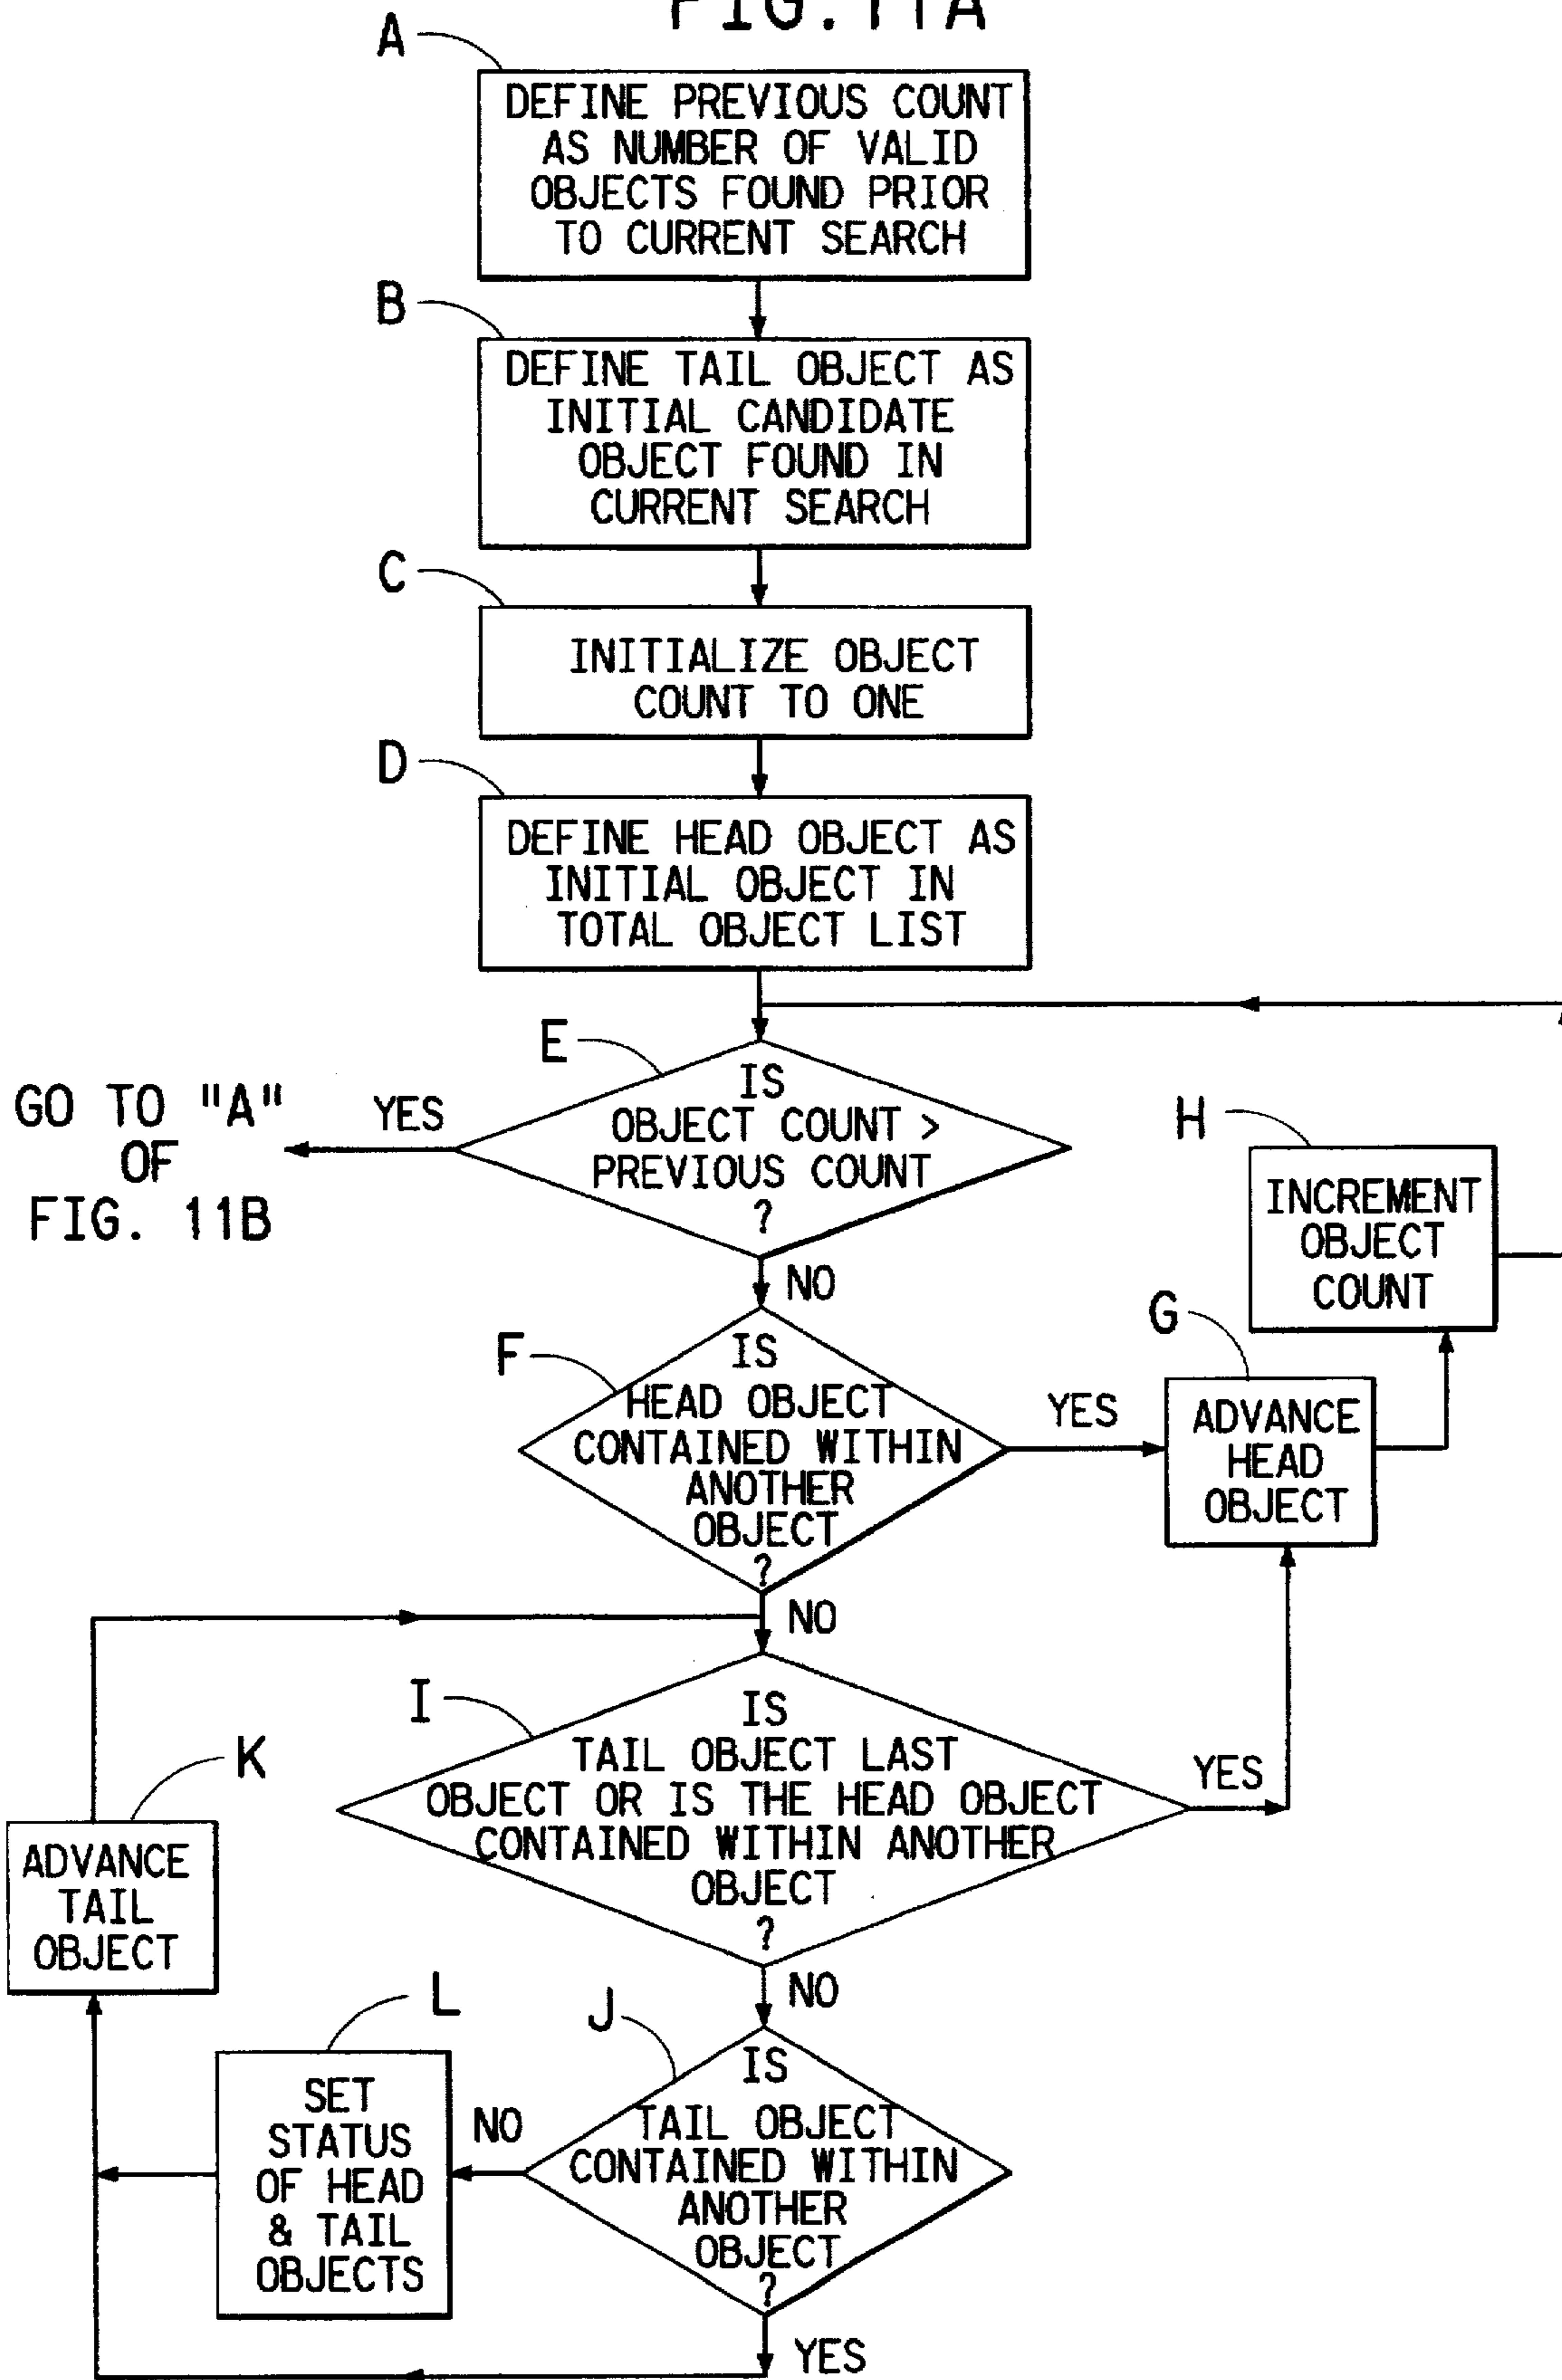 FIG. 11A
A
DEFINE PREVIOUS COUNT
AS NUMBER OF VALID
OBJECTS FOUND PRIOR
TO CURRENT SEARCH
B
DEFINE TAIL OBJECT AS
INITIAL CANDIDATE
OBJECT FOUND IN
CURRENT SEARCH
C
INITIALIZE OBJECT
COUNT TO ONE
D
DEFINE HEAD OBJECT AS
INITIAL OBJECT IN
TOTAL OBJECT LIST
E
IS
OBJECT COUNT >
PREVIOUS COUNT
?
YES
GO TO "A"
OF
FIG. 11B
NO
H
INCREMENT
OBJECT
COUNT
F
IS
HEAD OBJECT
CONTAINED WITHIN
ANOTHER
OBJECT
?
YES
G
ADVANCE
HEAD
OBJECT
NO
I
IS
TAIL OBJECT LAST
OBJECT OR IS THE HEAD OBJECT
CONTAINED WITHIN ANOTHER
OBJECT
?
YES
K
ADVANCE
TAIL
OBJECT
NO
L
SET
STATUS
OF HEAD
& TAIL
OBJECTS
NO
J
IS
TAIL OBJECT
CONTAINED WITHIN
ANOTHER
OBJECT
?
YES